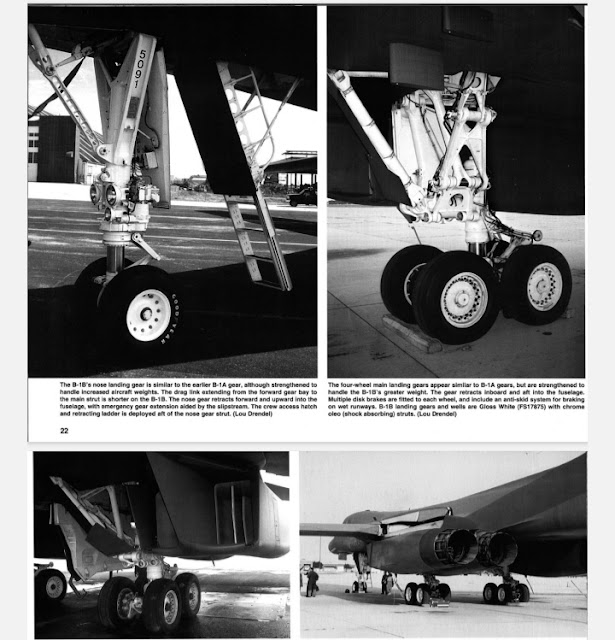 5091
GOODYEAR
The B-1B's nose landing gear is similar to the earlier B-1A gear, although strengthened to
handle increased aircraft weights. The drag link extending from the forward gear bay to
the main strut is shorter on the B-1B. The nose gear retracts forward and upward into the
fuselage, with emergency gear extension aided by the slipstream. The crew access hatch
and retracting ladder is deployed aft of the nose gear strut. (Lou Drendel)
The four-wheel main landing gears appear similar to B-1A gears, but are strengthened to
handle the B-1B's greater weight. The gear retracts inboard and aft into the fuselage.
Multiple disk brakes are fitted to each wheel, and include an anti-skid system for braking
on wet runways. B-1B landing gears and wells are Gloss White (FS17875) with chrome
oleo (shock absorbing) struts. (Lou Drendel)
22